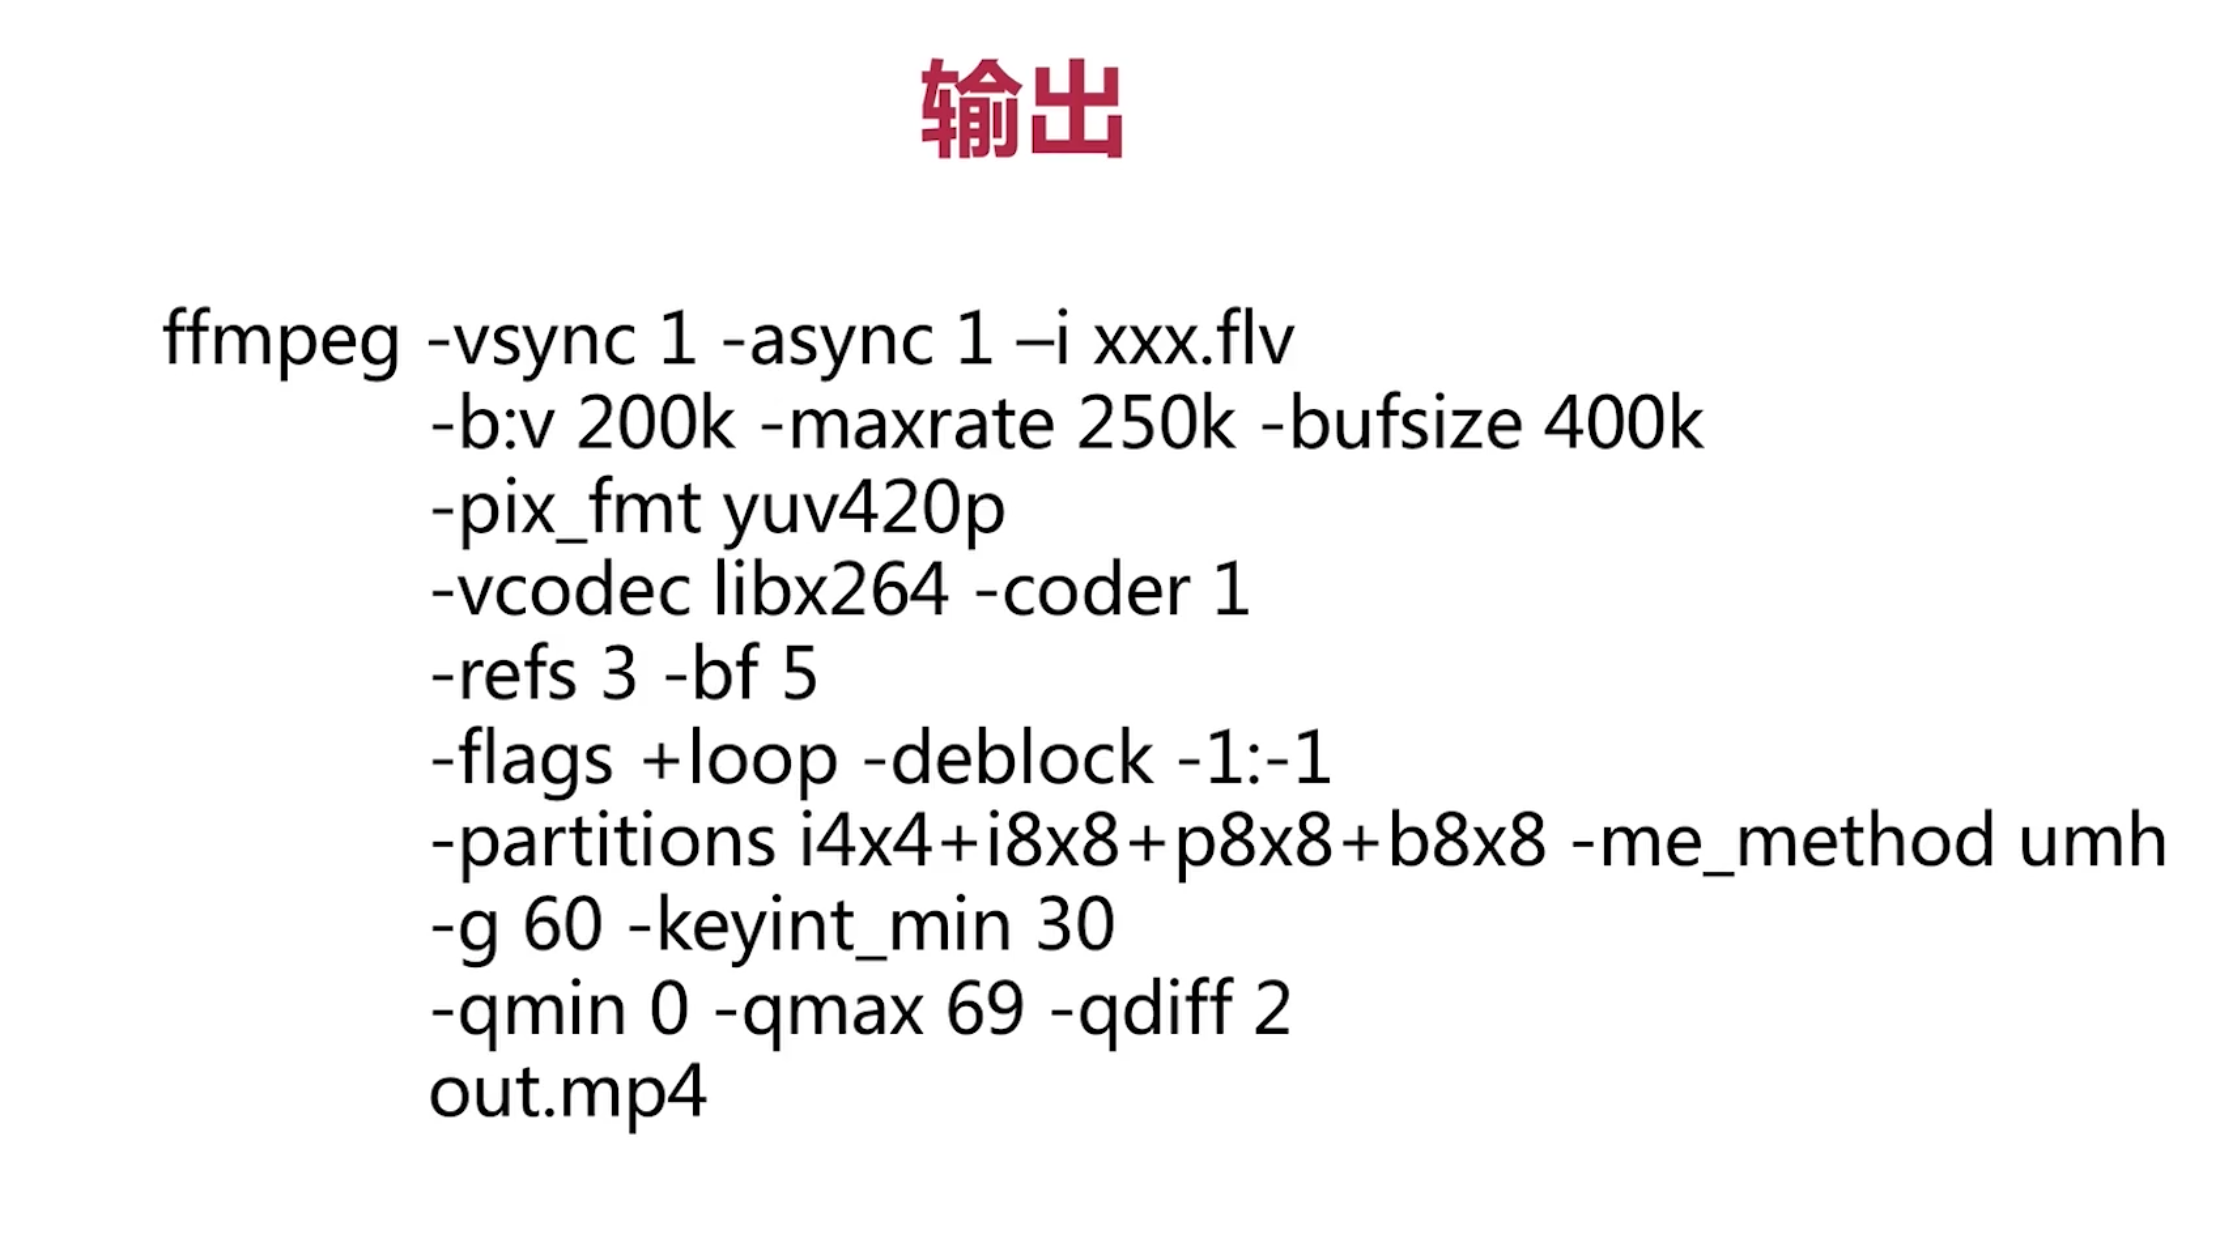 输出
ffmpeg -vsync 1 -async 1 –i xxx.flv
-b:v 200k -maxrate 250k -bufsize 400k
-pix_fmt yuv420p
-vcodec libx264 -coder 1
-refs 3 -bf 5
-flags +loop -deblock -1:-1
-partitions i4x4+i8x8+p8x8+b8x8 -me_method umh
-g 60 -keyint_min 30
-qmin 0 -qmax 69 -qdiff 2
out.mp4